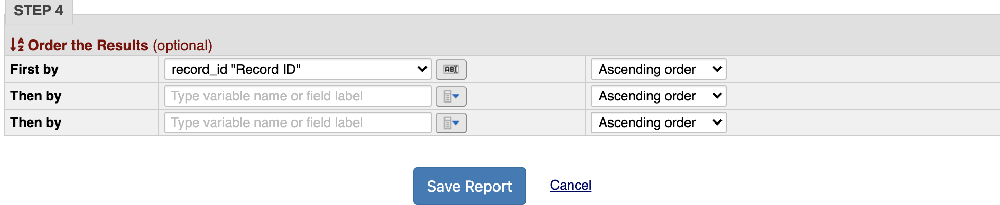 STEP 4
Order the Results (optional)
First by record_id "Record ID" ABI Ascending order
Then by Type variable name or field label Ascending order
Then by Type variable name or field label Ascending order
Save Report Cancel